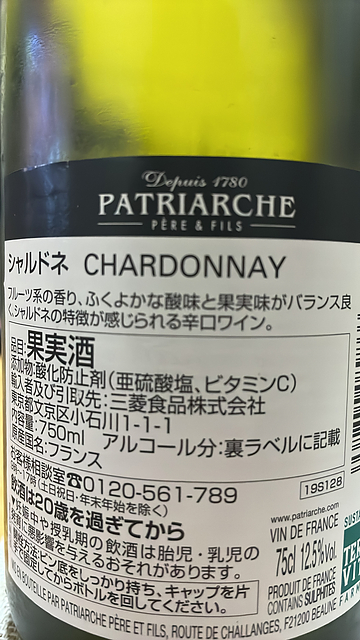 Depuis 1780
PATRIARCHE
PÈRE & FILS
シャルドネ CHARDONNAY
フルーツ系の香り、ふくよかな酸味と果実味がバランス良
く、シャルドネの特徴が感じられる辛口ワイン。
品目:果実酒
添加物:酸化防止剤(亜硫酸塩、ビタミンC)
輸入者及び引取先:三菱食品株式会社
東京都文京区小石川1-1-1
内容量:750ml アルコール分:裏ラベルに記載
原産国名:フランス
お客様相談室☎0120-561-789
(土日祝日・年末年始を除く)
飲酒は20歳を過ぎてから
妊娠中や授乳期の飲酒は胎児・乳児の
に悪影響を与えるおそれがあります。
ビン底をしっかり持ち、キャップを片
で固定してからボトルを回してください。
19S128
www.patriarche.com
VIN DE FRANCE
75cl 12.5%vol.
PRODUIT DE FRANCE
CONTAINS SULPHITES
EN BOUTEILLE PAR PATRIARCHE PÈRE ET FILS, ROUTE DE CHALLANGES, F21200 BEAUNE